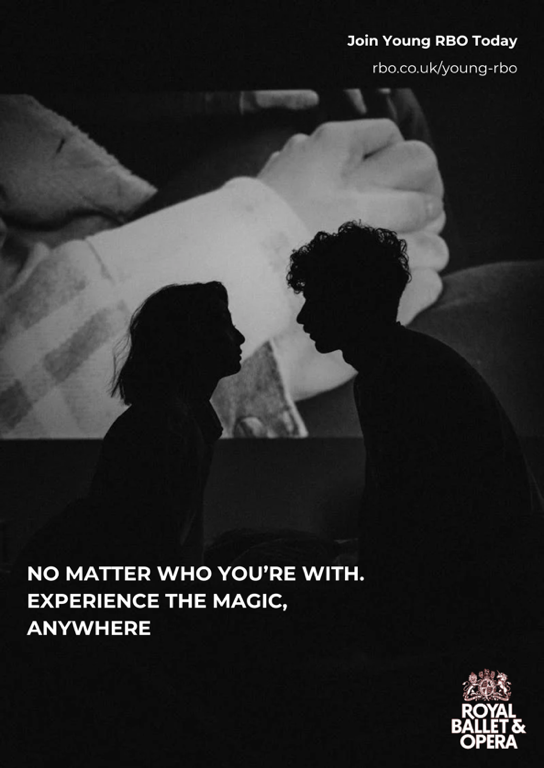 Join Young RBO Today
rbo.co.uk/young-rbo
NO MATTER WHO YOU’RE WITH.
EXPERIENCE THE MAGIC,
ANYWHERE
ROYAL
BALLET &
OPERA